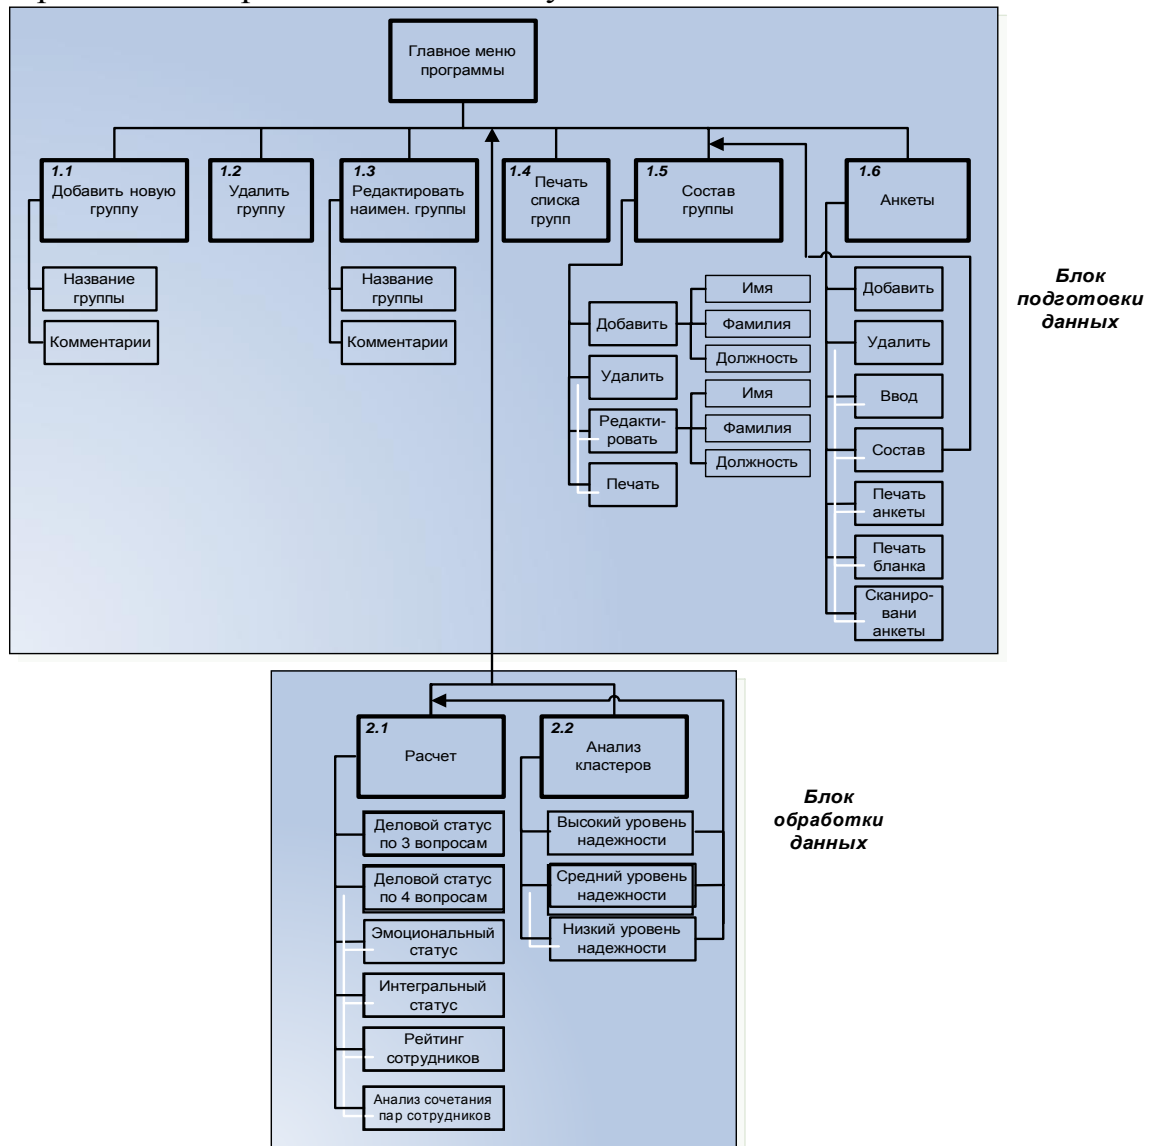 Главное меню
программы
1.1
Добавить новую
группу
1.2
Удалить
группу
1.3
Редактировать
наимен. группы
1.4
Печать
списка
групп
1.5
Состав
группы
1.6
Анкеты
Название
группы
Комментарии
Название
группы
Комментарии
Добавить
Имя
Фамилия
Должность
Удалить
Редакти-
ровать
Имя
Фамилия
Должность
Печать
Добавить
Удалить
Ввод
Состав
Печать
анкеты
Печать
бланка
Сканиро-
вани
анкеты
Блок
подготовки
данных
2.1
Расчет
2.2
Анализ
кластеров
Деловой статус
по 3 вопросам
Деловой статус
по 4 вопросам
Эмоциональный
статус
Интегральный
статус
Рейтинг
сотрудников
Анализ сочетания
пар сотрудников
Высокий уровень
надежности
Средний уровень
надежности
Низкий уровень
надежности
Блок
обработки
данных